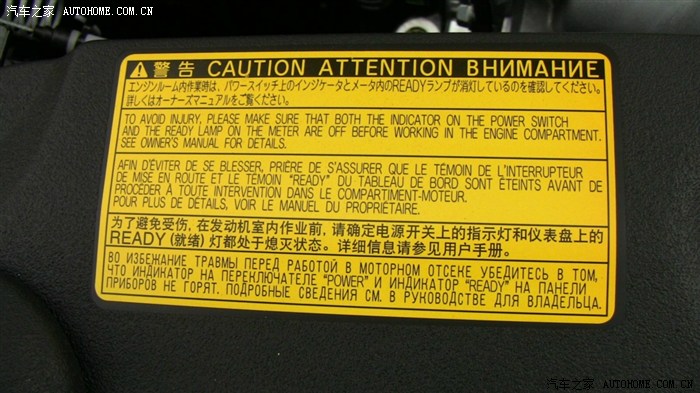 汽车之家 AUTOHOME.COM.CN
⚠ 警告 CAUTION ATTENTION ВНИМАНИЕ
エンジンルーム内作業時は、パワースイッチ上のインジケータとメータ内のREADYランプが消灯しているのを確認してください。
詳しくはオーナーズマニュアルをご覧ください。
TO AVOID INJURY, PLEASE MAKE SURE THAT BOTH THE INDICATOR ON THE POWER SWITCH
AND THE READY LAMP ON THE METER ARE OFF BEFORE WORKING IN THE ENGINE COMPARTMENT.
SEE OWNER'S MANUAL FOR DETAILS.
AFIN D'ÉVITER DE SE BLESSER, PRIÈRE DE S'ASSURER QUE LE TÉMOIN DE L'INTERRUPTEUR
DE MISE EN ROUTE ET LE TEMOIN "READY" DU TABLEAU DE BORD SONT ÉTEINTS AVANT DE
PROCÉDER À TOUTE INTERVENTION DANS LE COMPARTIMENT-MOTEUR.
POUR PLUS DE DÉTAILS, VOIR LE MANUEL DU PROPRIÉTAIRE.
为了避免受伤, 在发动机室内作业前, 请确定电源开关上的指示灯和仪表盘上的
READY (就绪) 灯都处于熄灭状态。详细信息请参见用户手册。
ВО ИЗБЕЖАНИЕ ТРАВМЫ ПЕРЕД РАБОТОЙ В МОТОРНОМ ОТСЕКЕ УБЕДИТЕСЬ В ТОМ,
ЧТО ИНДИКАТОР НА ПЕРЕКЛЮЧАТЕЛЕ "POWER" И ИНДИКАТОР "READY" НА ПАНЕЛИ
ПРИБОРОВ НЕ ГОРЯТ. ПОДРОБНЫЕ СВЕДЕНИЯ СМ. В РУКОВОДСТВЕ ДЛЯ ВЛАДЕЛЬЦА.
汽车之家 AUTOHOME.COM.CN